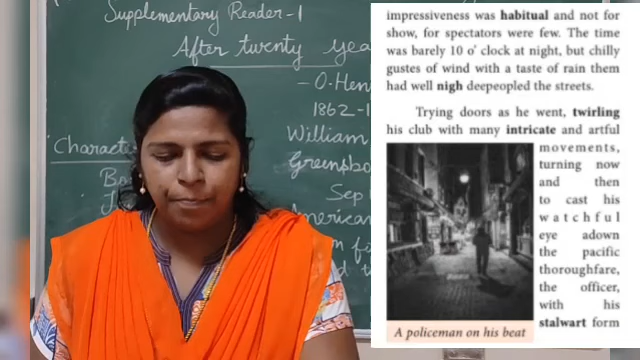 Supplementary Reader-1
After twenty yea
- O.Hen
1862-1
William
Greensbo
Sep
American
Characte
impressiveness was habitual and not for
show, for spectators were few. The time
was barely 10 o' clock at night, but chilly
gustes of wind with a taste of rain them
had well nigh deepeopled the streets.
Trying doors as he went, twirling
his club with many intricate and artful
movements,
turning now
and then
to cast his
watchful
eye adown
the pacific
thoroughfare,
the officer,
with his
stalwart form
A policeman on his beat